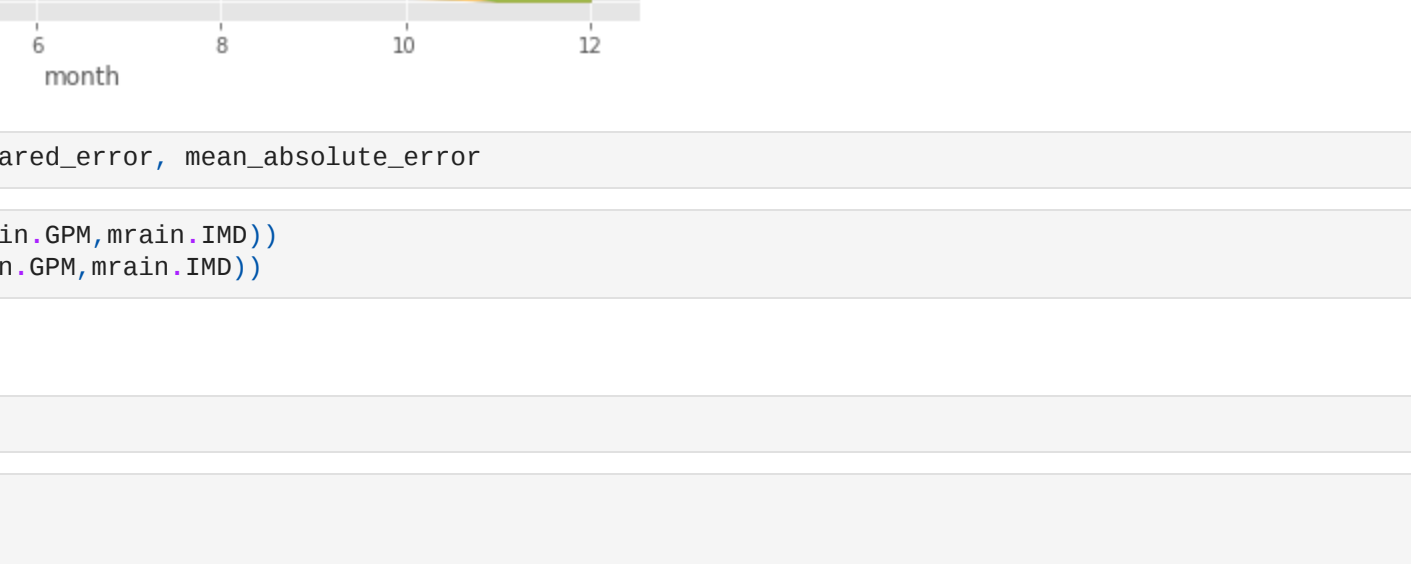 6 8 10 12
month
ared_error, mean_absolute_error
in.GPM,mrain.IMD))
n.GPM,mrain.IMD))